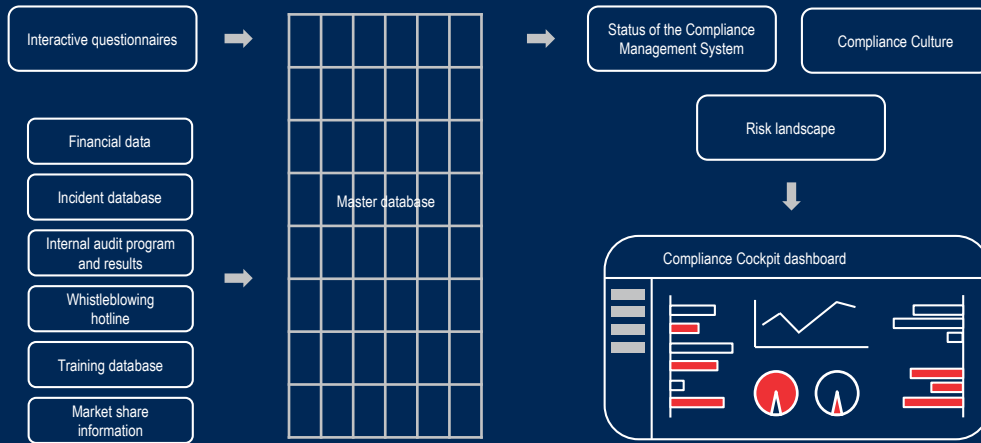 Interactive questionnaires
Financial data
Incident database
Internal audit program
and results
Whistleblowing
hotline
Training database
Market share
information
Master database
Status of the Compliance
Management System
Compliance Culture
Risk landscape
Compliance Cockpit dashboard